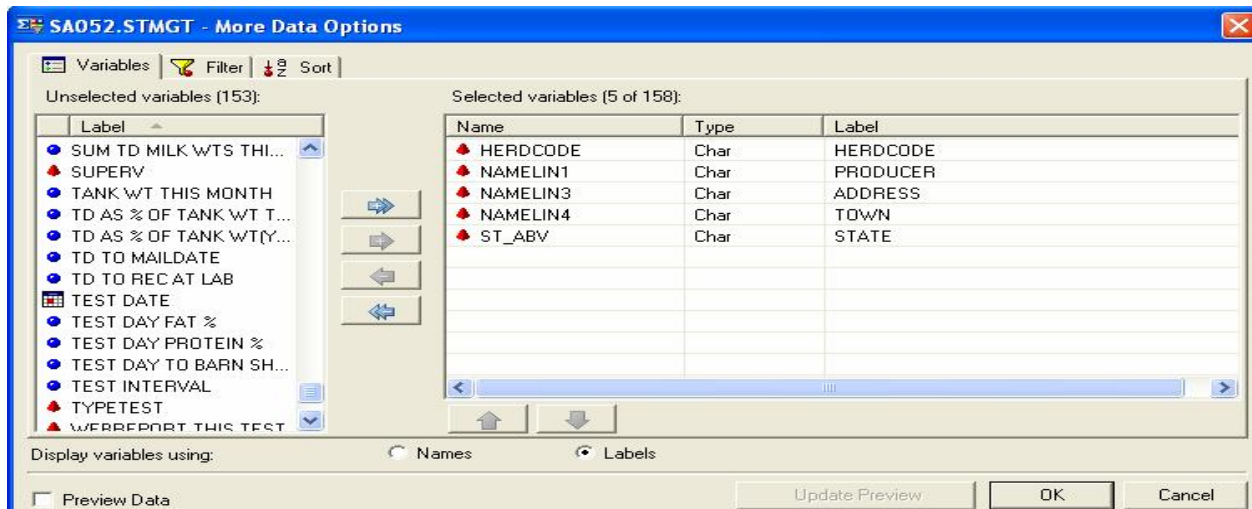 SA052.STMGT - More Data Options
Variables Filter Sort
Unselected variables (153):
Label
SUM TD MILK WTS THI...
SUPERV
TANK WT THIS MONTH
TD AS % OF TANK WT T...
TD AS % OF TANK WT(Y...
TD TO MAILDATE
TD TO REC AT LAB
TEST DATE
TEST DAY FAT %
TEST DAY PROTEIN %
TEST DAY TO BARN SH...
TEST INTERVAL
TYPETEST
WEBREPORT THIS TEST
Selected variables (5 of 158):
Name Type Label
HERDCODE Char HERDCODE
NAMELIN1 Char PRODUCER
NAMELIN3 Char ADDRESS
NAMELIN4 Char TOWN
ST_ABV Char STATE
Display variables using: Names Labels
Preview Data Update Preview OK Cancel